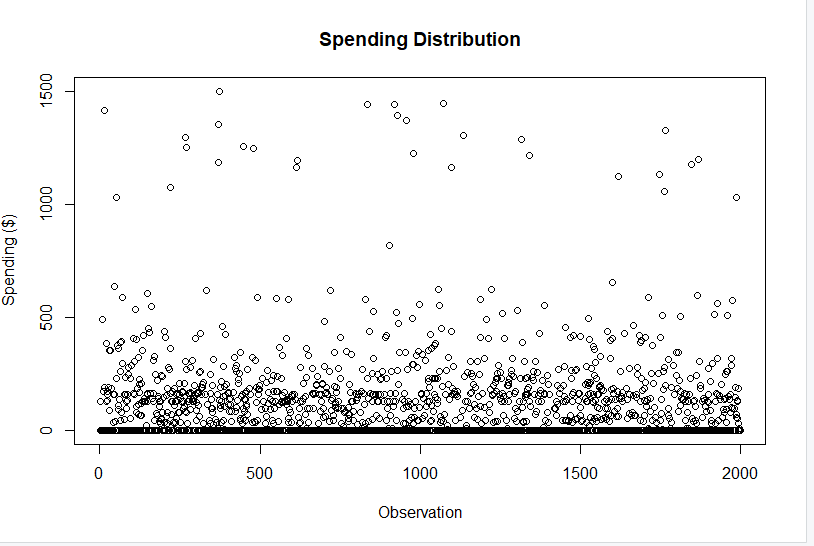 Spending Distribution
Spending ($)
1500
1000
500
0
0 500 1000 1500 2000
Observation